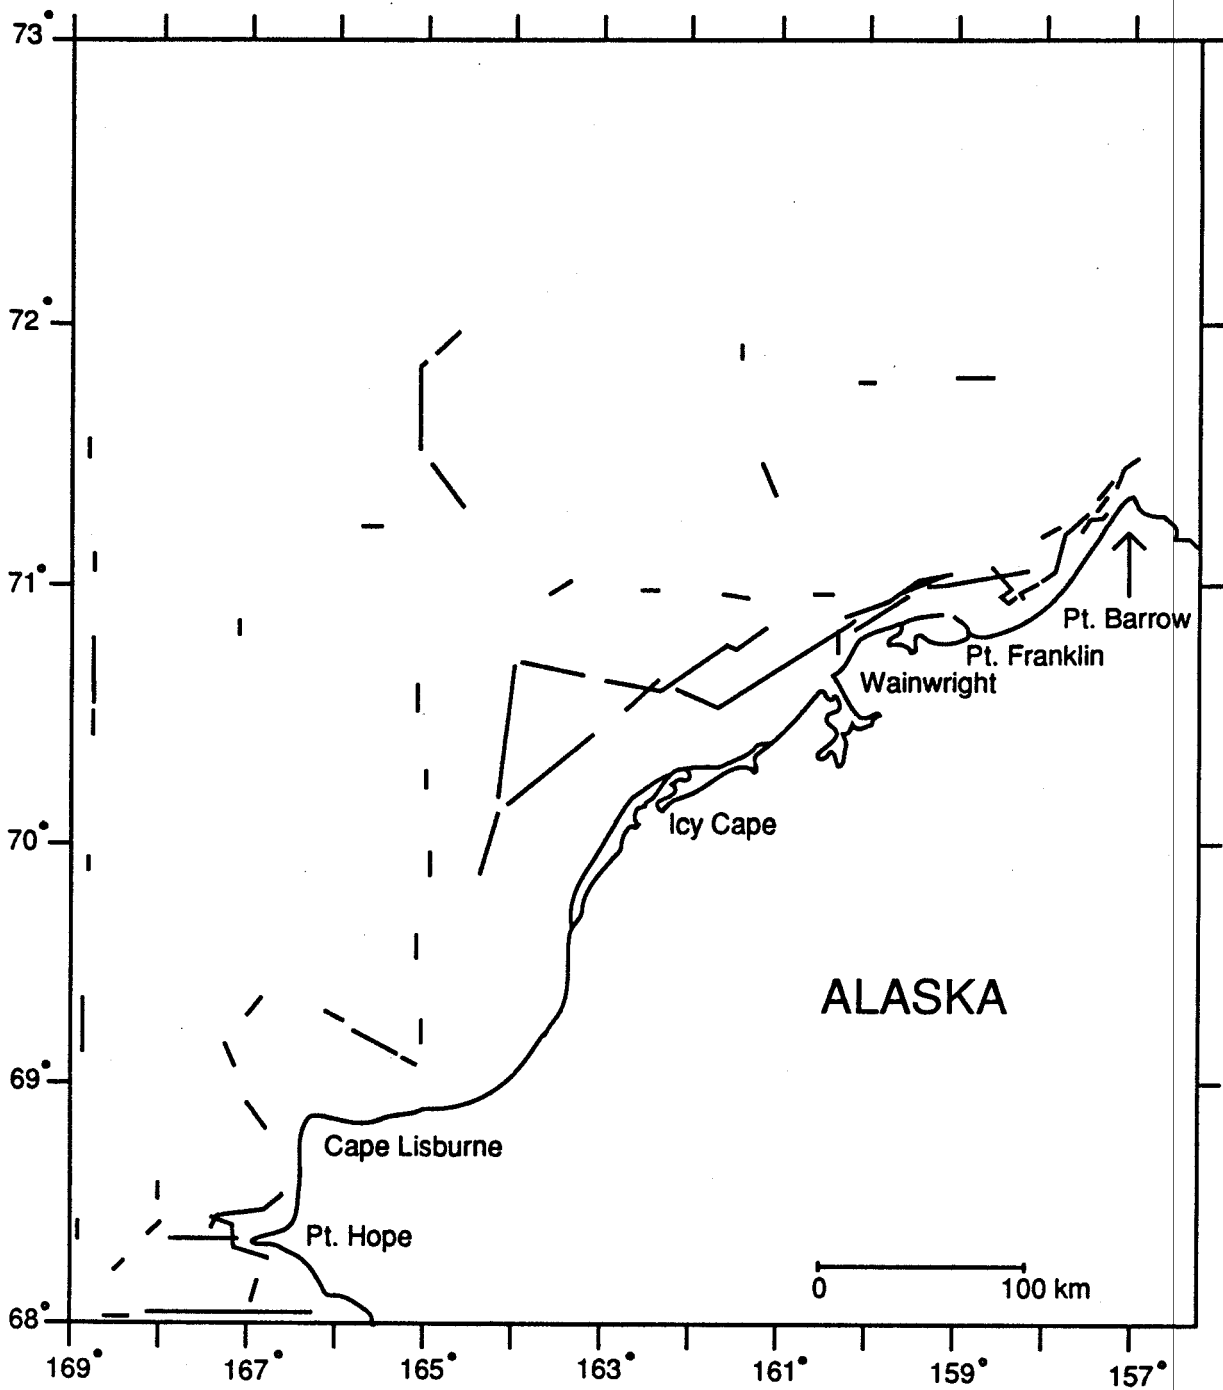 73°
72°
71°
Pt. Barrow
Pt. Franklin
Wainwright
70°
Icy Cape
ALASKA
69°
Cape Lisburne
Pt. Hope
0 100 km
68°
169° 167° 165° 163° 161° 159° 157°